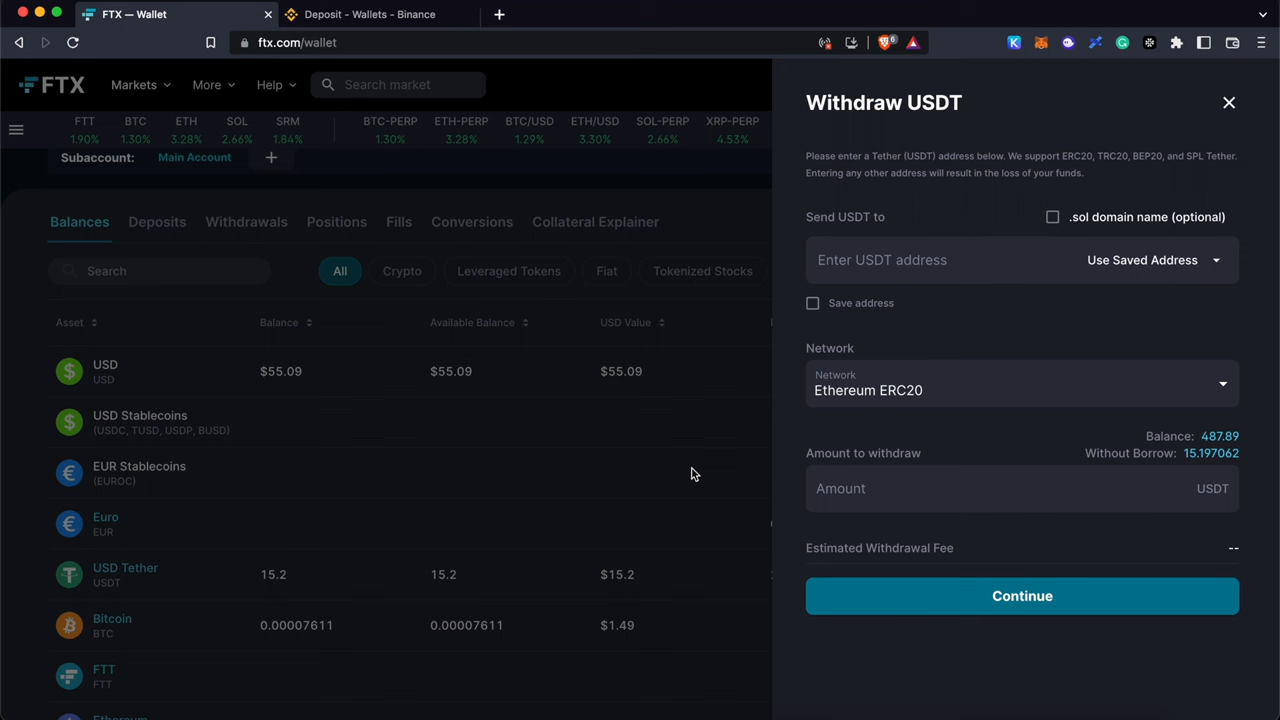 FTX — Wallet
Deposit - Wallets - Binance
ftx.com/wallet
6
FTX
Markets
More
Help
Search market
FTT BTC ETH SOL SRM BTC-PERP ETH-PERP BTC/USD ETH/USD SOL-PERP XRP-PERP
1.90% 1.30% 3.28% 2.66% 1.84% 1.30% 3.28% 1.29% 3.30% 2.66% 4.53%
Subaccount: Main Account
Balances Deposits Withdrawals Positions Fills Conversions Collateral Explainer
Search
All Crypto Leveraged Tokens Fiat Tokenized Stocks
Asset Balance Available Balance USD Value
USD $55.09 $55.09 $55.09
USD
USD Stablecoins
(USDC, TUSD, USDP, BUSD)
EUR Stablecoins
(EUROC)
Euro
EUR
USD Tether 15.2 15.2 $15.2
USDT
Bitcoin 0.00007611 0.00007611 $1.49
BTC
FTT
FTT
Withdraw USDT
Please enter a Tether (USDT) address below. We support ERC20, TRC20, BEP20, and SPL Tether.
Entering any other address will result in the loss of your funds.
Send USDT to
.sol domain name (optional)
Enter USDT address
Use Saved Address
Save address
Network
Network
Ethereum ERC20
Balance: 487.89
Amount to withdraw
Without Borrow: 15.197062
Amount
USDT
Estimated Withdrawal Fee
--
Continue